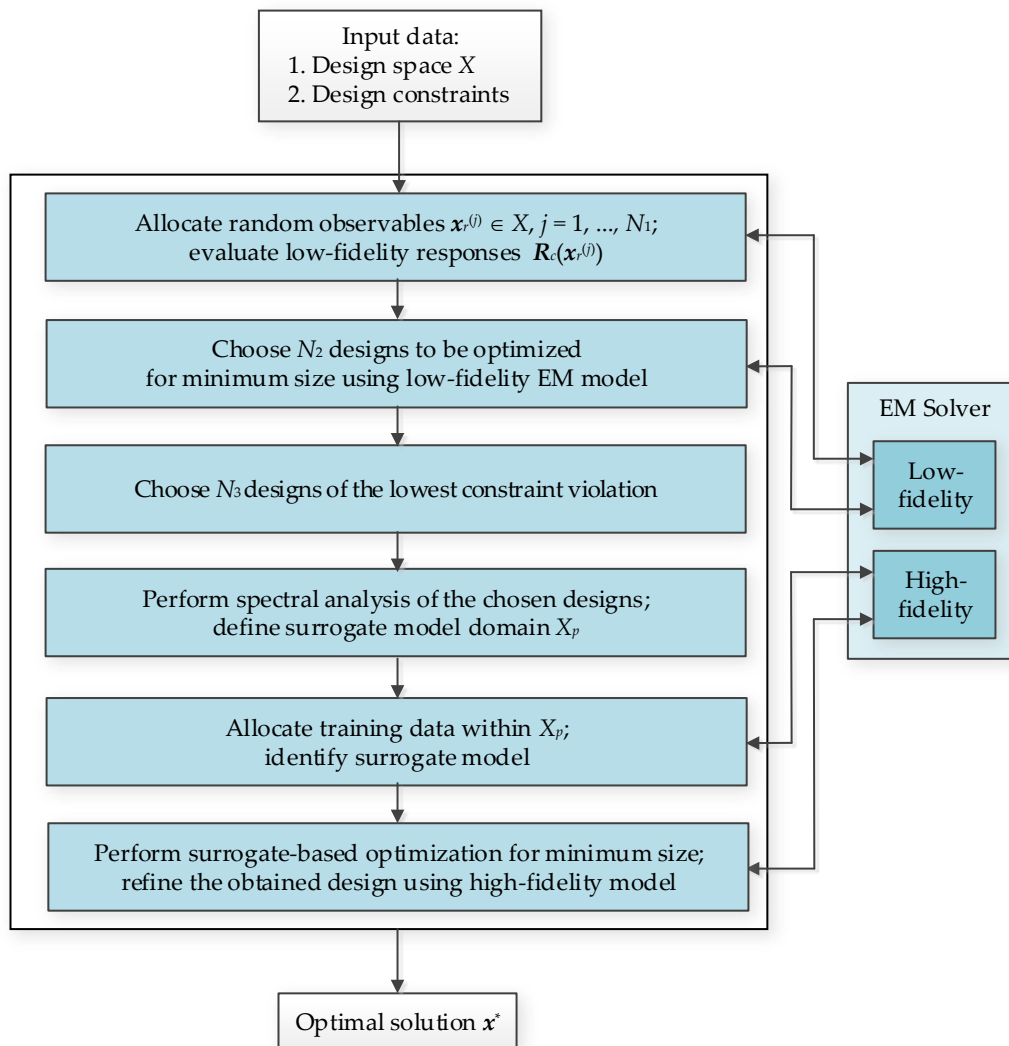 Input data:
1. Design space X
2. Design constraints
Allocate random observables xᵣ⁽ʲ⁾ ∈ X, j = 1, ..., N₁;
evaluate low-fidelity responses R𝒸(xᵣ⁽ʲ⁾)
Choose N₂ designs to be optimized
for minimum size using low-fidelity EM model
Choose N₃ designs of the lowest constraint violation
Perform spectral analysis of the chosen designs;
define surrogate model domain Xₚ
Allocate training data within Xₚ;
identify surrogate model
Perform surrogate-based optimization for minimum size;
refine the obtained design using high-fidelity model
Optimal solution x*
EM Solver
Low-
fidelity
High-
fidelity